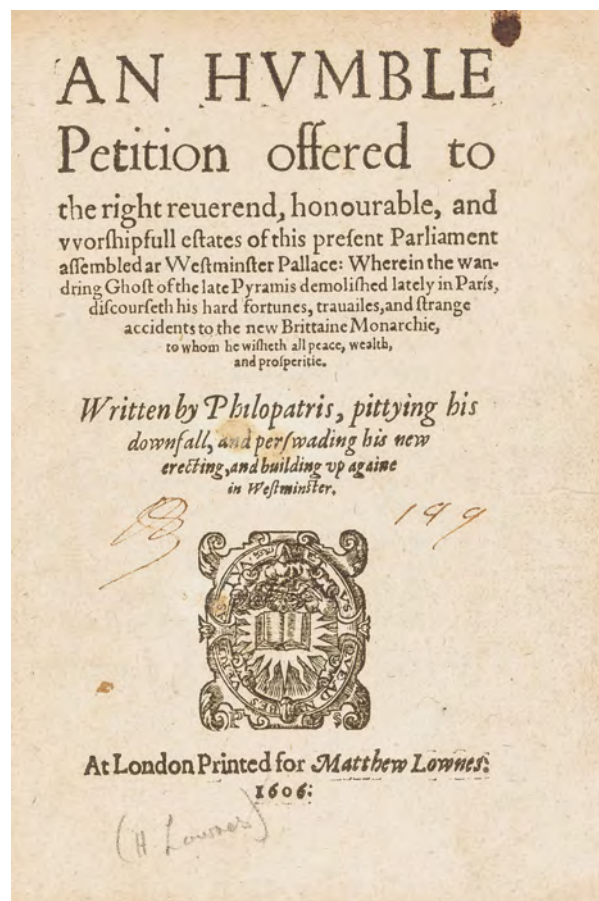 AN HVMBLE
Petition offered to
the right reuerend, honourable, and
vvorſhipfull eſtates of this preſent Parliament
aſſembled ar Weſtminſter Pallace: Wherein the wan-
dring Ghoſt of the late Pyramis demoliſhed lately in Paris,
diſcourſeth his hard fortunes, trauailes, and ſtrange
accidents to the new Brittaine Monarchie,
to whom he wiſheth all peace, wealth,
and proſperitie.
Written by Philopatris, pittying his
downfall, and perſwading his new
erecting, and building vp againe
in Weſtminſter.
199
P S
At London Printed for Matthew Lownes:
1606:
(H Lownes)